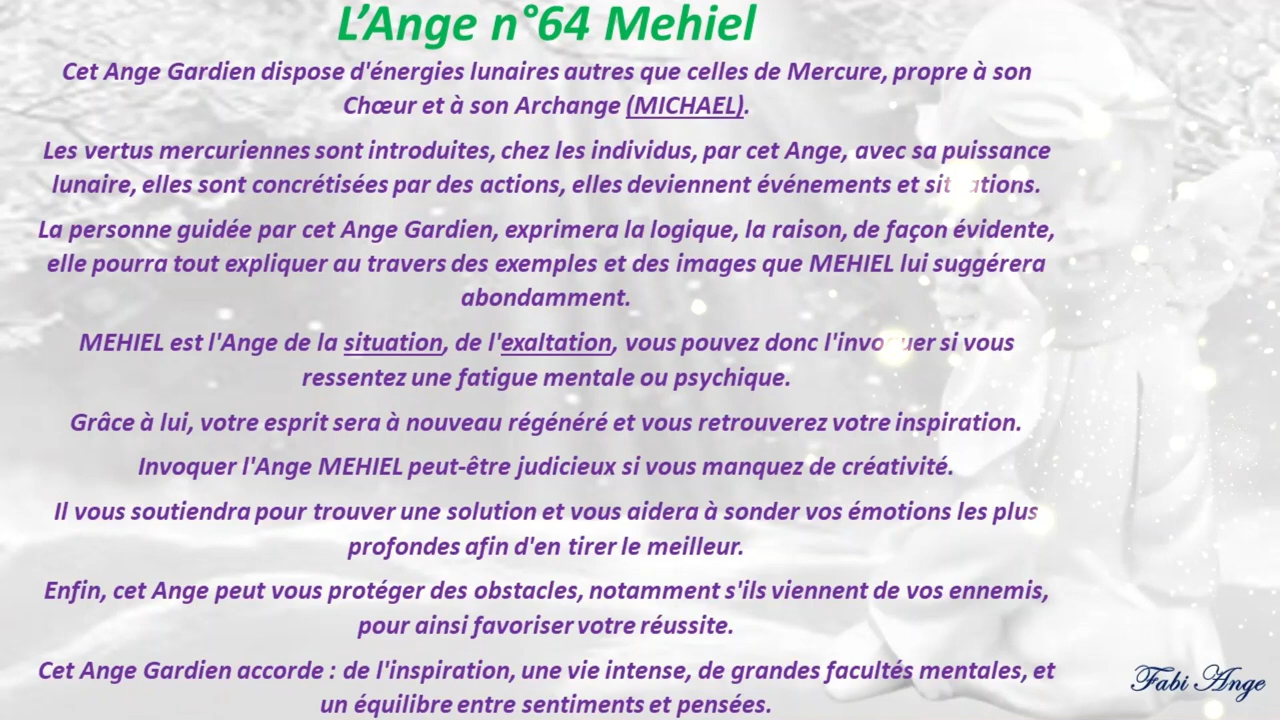 L'Ange n°64 Mehiel
Cet Ange Gardien dispose d'énergies lunaires autres que celles de Mercure, propre à son
Chœur et à son Archange (MICHAEL).
Les vertus mercuriennes sont introduites, chez les individus, par cet Ange, avec sa puissance
lunaire, elles sont concrétisées par des actions, elles deviennent événements et situations.
La personne guidée par cet Ange Gardien, exprimera la logique, la raison, de façon évidente,
elle pourra tout expliquer au travers des exemples et des images que MEHIEL lui suggérera
abondamment.
MEHIEL est l'Ange de la situation, de l'exaltation, vous pouvez donc l'invoquer si vous
ressentez une fatigue mentale ou psychique.
Grâce à lui, votre esprit sera à nouveau régénéré et vous retrouverez votre inspiration.
Invoquer l'Ange MEHIEL peut-être judicieux si vous manquez de créativité.
Il vous soutiendra pour trouver une solution et vous aidera à sonder vos émotions les plus
profondes afin d'en tirer le meilleur.
Enfin, cet Ange peut vous protéger des obstacles, notamment s'ils viennent de vos ennemis,
pour ainsi favoriser votre réussite.
Cet Ange Gardien accorde : de l'inspiration, une vie intense, de grandes facultés mentales, et
un équilibre entre sentiments et pensées.
Fabi Ange